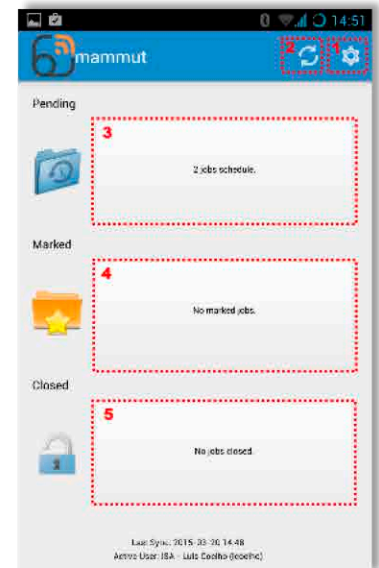 14:51
mammut
2
1
Pending
3
2 jobs schedule.
Marked
4
No marked jobs.
Closed
5
No jobs closed.
Last Sync: 2015-03-20 14:48
Active User: ISA - Luis Coelho (lcoelho)